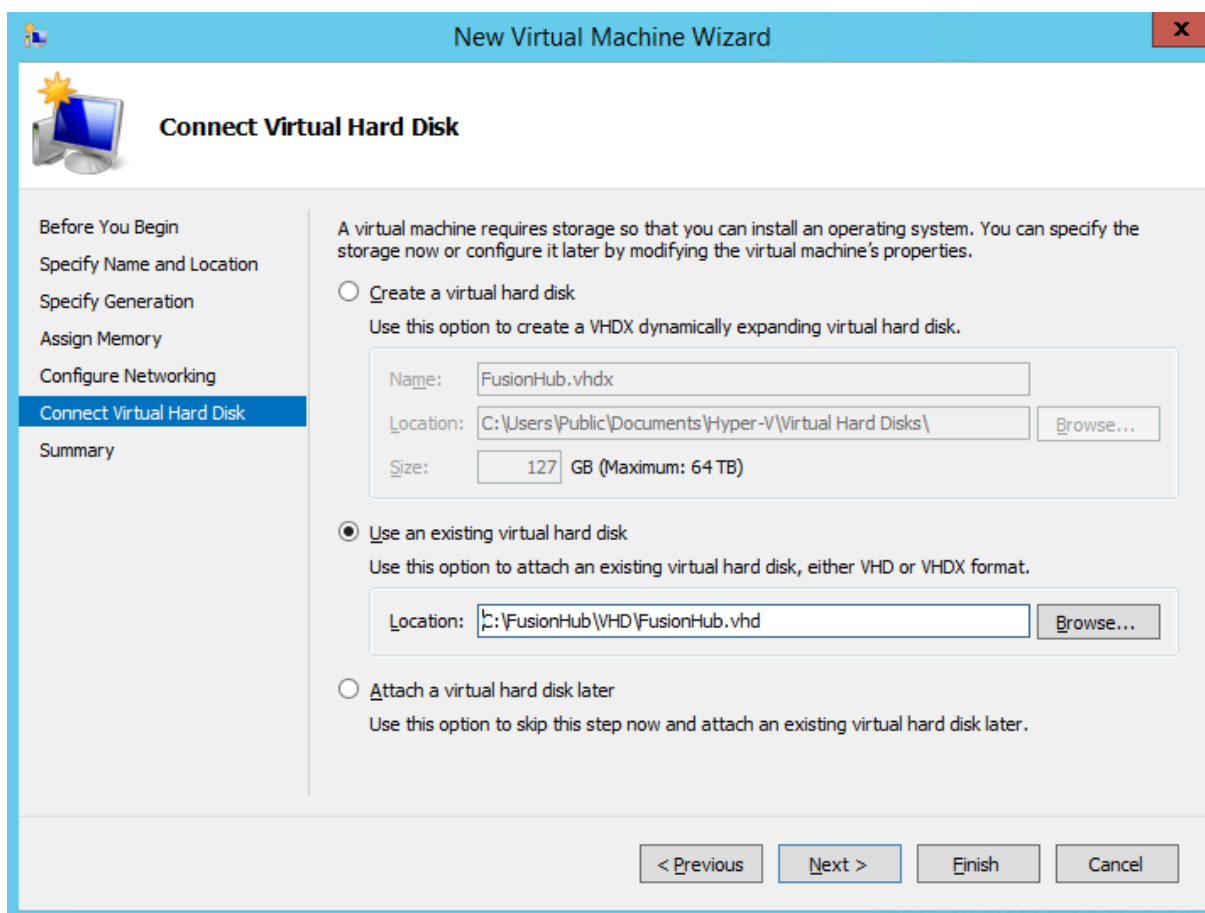 New Virtual Machine Wizard
x
Connect Virtual Hard Disk
Before You Begin
Specify Name and Location
Specify Generation
Assign Memory
Configure Networking
Connect Virtual Hard Disk
Summary
A virtual machine requires storage so that you can install an operating system. You can specify the
storage now or configure it later by modifying the virtual machine's properties.
Create a virtual hard disk
Use this option to create a VHDX dynamically expanding virtual hard disk.
Name: FusionHub.vhdx
Location: C:\Users\Public\Documents\Hyper-V\Virtual Hard Disks\ Browse...
Size: 127 GB (Maximum: 64 TB)
Use an existing virtual hard disk
Use this option to attach an existing virtual hard disk, either VHD or VHDX format.
Location: C:\FusionHub\VHD\FusionHub.vhd Browse...
Attach a virtual hard disk later
Use this option to skip this step now and attach an existing virtual hard disk later.
< Previous Next > Finish Cancel